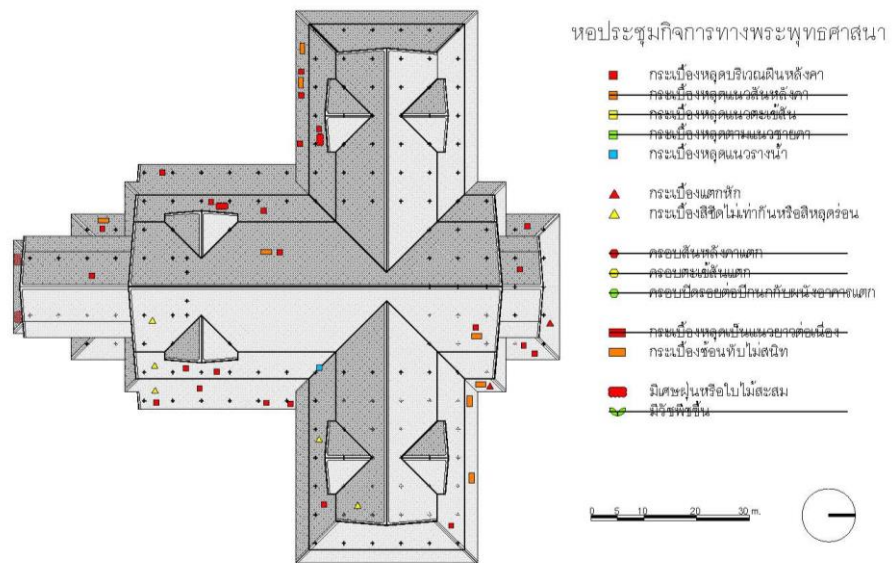 หอประชุมกิจการทางพระพุทธศาสนา
กระเบื้องหลุดบริเวณผืนหลังคา
กระเบื้องหลุดแนวสันหลังคา
กระเบื้องหลุดแนวตะเข้สัน
กระเบื้องหลุดตามแนวชายคา
กระเบื้องหลุดแนวรางน้ำ
กระเบื้องแตกหัก
กระเบื้องสีซีดไม่เท่ากันหรือสีหลุดร่อน
ครอบสันหลังคาแตก
ครอบตะเข้สันแตก
ครอบปิดรอยต่อปีกนกกับผนังอาคารแตก
กระเบื้องหลุดเป็นแนวยาวต่อเนื่อง
กระเบื้องซ้อนทับไม่สนิท
มีเศษฝุ่นหรือใบไม้สะสม
มีวัชพืชขึ้น
0 5 10 20 30 m.